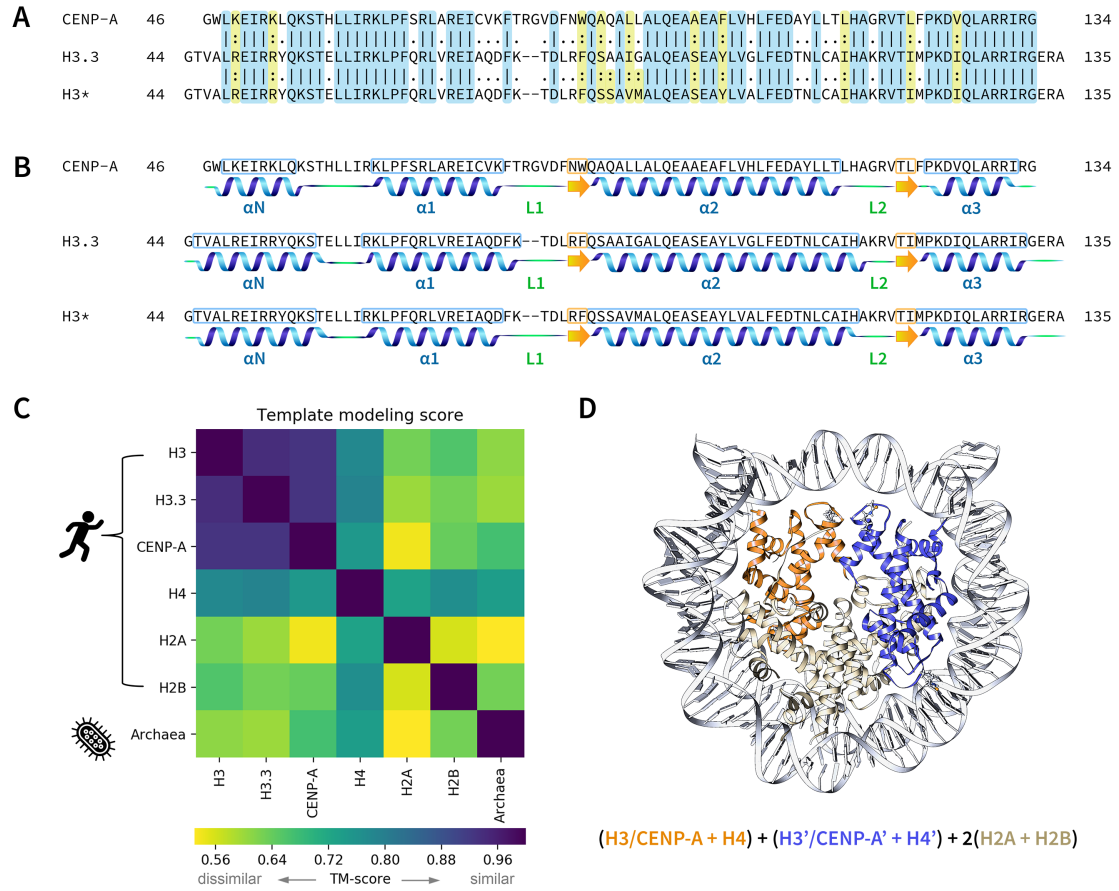 A
CENP-A 46 GWLKEIRKLQKSTHLLIRKLPFSRLAREICVKFTRGVDFNWQAQALLALQEAAEAFLVHLFEDAYLLTLHAGRVTLFPKDVQLARRIRG 134
H3.3 44 GTVALREIRRYQKSTELLIRKLPFQRLVREIAQDFK--TDLRFQSAAIGALQEASEAYLVGLFEDTNLCAIHAKRVTIMPKDIQLARRIRGERA 135
H3* 44 GTVALREIRRYQKSTELLIRKLPFQRLVREIAQDFK--TDLRFQSSAVMALQEASEAYLVALFEDTNLCAIHAKRVTIMPKDIQLARRIRGERA 135
B
CENP-A 46 GWLKEIRKLQKSTHLLIRKLPFSRLAREICVKFTRGVDFNWQAQALLALQEAAEAFLVHLFEDAYLLTLHAGRVTLFPKDVQLARRIRG 134
αN α1 L1 α2 L2 α3
H3.3 44 GTVALREIRRYQKSTELLIRKLPFQRLVREIAQDFK--TDLRFQSAAIGALQEASEAYLVGLFEDTNLCAIHAKRVTIMPKDIQLARRIRGERA 135
αN α1 L1 α2 L2 α3
H3* 44 GTVALREIRRYQKSTELLIRKLPFQRLVREIAQDFK--TDLRFQSSAVMALQEASEAYLVALFEDTNLCAIHAKRVTIMPKDIQLARRIRGERA 135
αN α1 L1 α2 L2 α3
C
Template modeling score
H3
H3.3
CENP-A
H4
H2A
H2B
Archaea
H3 H3.3 CENP-A H4 H2A H2B Archaea
0.56 0.64 0.72 0.80 0.88 0.96
dissimilar TM-score similar
D
(H3/CENP-A + H4) + (H3'/CENP-A' + H4') + 2(H2A + H2B)